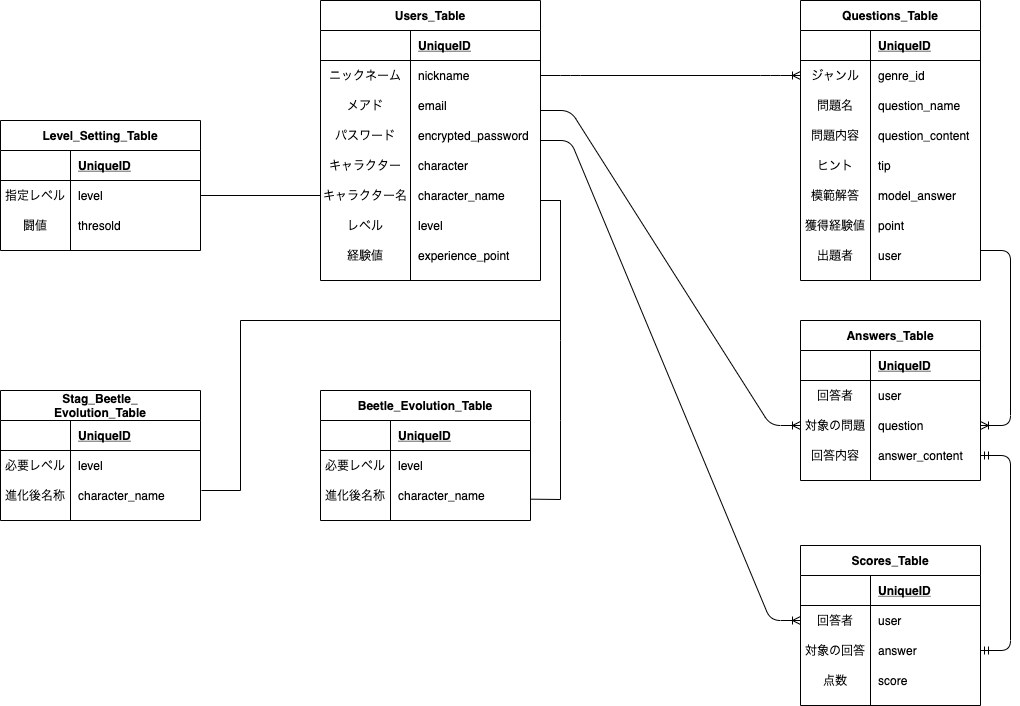 Users_Table
UniqueID
ニックネーム nickname
メアド email
パスワード encrypted_password
キャラクター character
キャラクター名 character_name
レベル level
経験値 experience_point
Questions_Table
UniqueID
ジャンル genre_id
問題名 question_name
問題内容 question_content
ヒント tip
模範解答 model_answer
獲得経験値 point
出題者 user
Level_Setting_Table
UniqueID
指定レベル level
闘値 thresold
Answers_Table
UniqueID
回答者 user
対象の問題 question
回答内容 answer_content
Stag_Beetle_
Evolution_Table
UniqueID
必要レベル level
進化後名称 character_name
Beetle_Evolution_Table
UniqueID
必要レベル level
進化後名称 character_name
Scores_Table
UniqueID
回答者 user
対象の回答 answer
点数 score